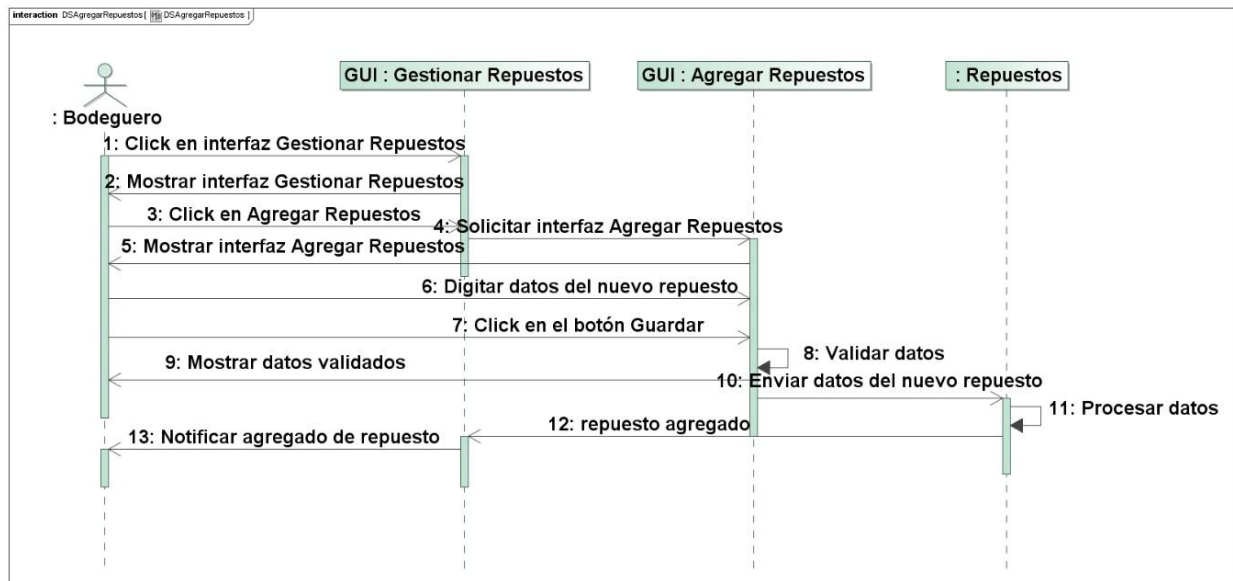 interaction DSAgregarRepuestos[ DSAgregarRepuestos ]
GUI : Gestionar Repuestos
GUI : Agregar Repuestos
: Repuestos
: Bodeguero
1: Click en interfaz Gestionar Repuestos
2: Mostrar interfaz Gestionar Repuestos
3: Click en Agregar Repuestos
4: Solicitar interfaz Agregar Repuestos
5: Mostrar interfaz Agregar Repuestos
6: Digitar datos del nuevo repuesto
7: Click en el botón Guardar
8: Validar datos
9: Mostrar datos validados
10: Enviar datos del nuevo repuesto
11: Procesar datos
12: repuesto agregado
13: Notificar agregado de repuesto